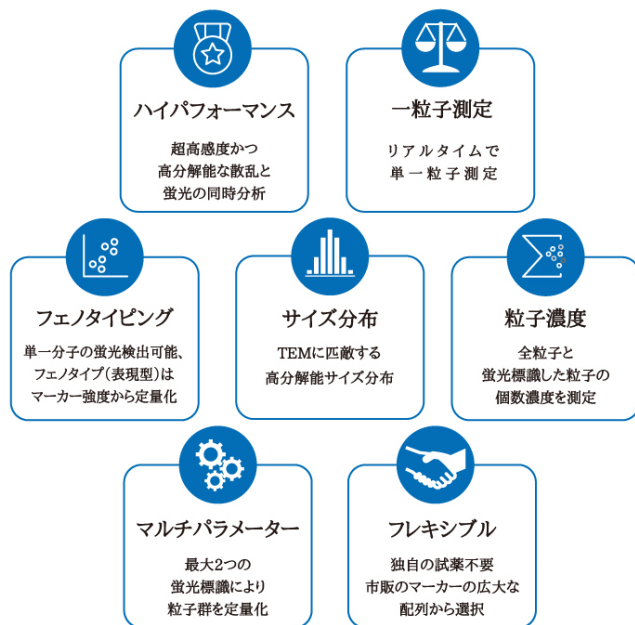 ハイパフォーマンス
超高感度かつ
高分解能な散乱と
蛍光の同時分析
一粒子測定
リアルタイムで
単一粒子測定
フェノタイピング
単一分子の蛍光検出可能、
フェノタイプ（表現型）は
マーカー強度から定量化
サイズ分布
TEMに匹敵する
高分解能サイズ分布
粒子濃度
全粒子と
蛍光標識した粒子の
個数濃度を測定
マルチパラメーター
最大2つの
蛍光標識により
粒子群を定量化
フレキシブル
独自の試薬不要
市販のマーカーの広大な
配列から選択